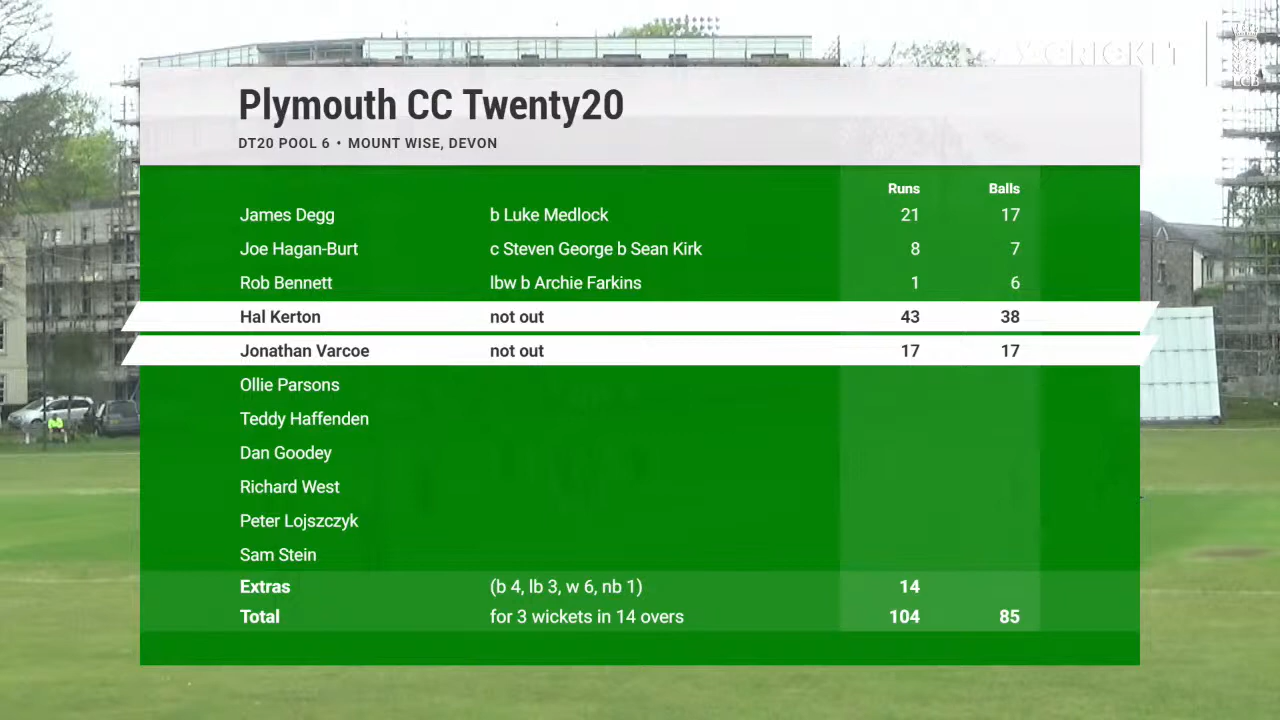 Plymouth CC Twenty20
DT20 POOL 6 • MOUNT WISE, DEVON
Runs Balls
James Degg b Luke Medlock 21 17
Joe Hagan-Burt c Steven George b Sean Kirk 8 7
Rob Bennett lbw b Archie Farkins 1 6
Hal Kerton not out 43 38
Jonathan Varcoe not out 17 17
Ollie Parsons
Teddy Haffenden
Dan Goodey
Richard West
Peter Lojszczyk
Sam Stein
Extras (b 4, lb 3, w 6, nb 1) 14
Total for 3 wickets in 14 overs 104 85